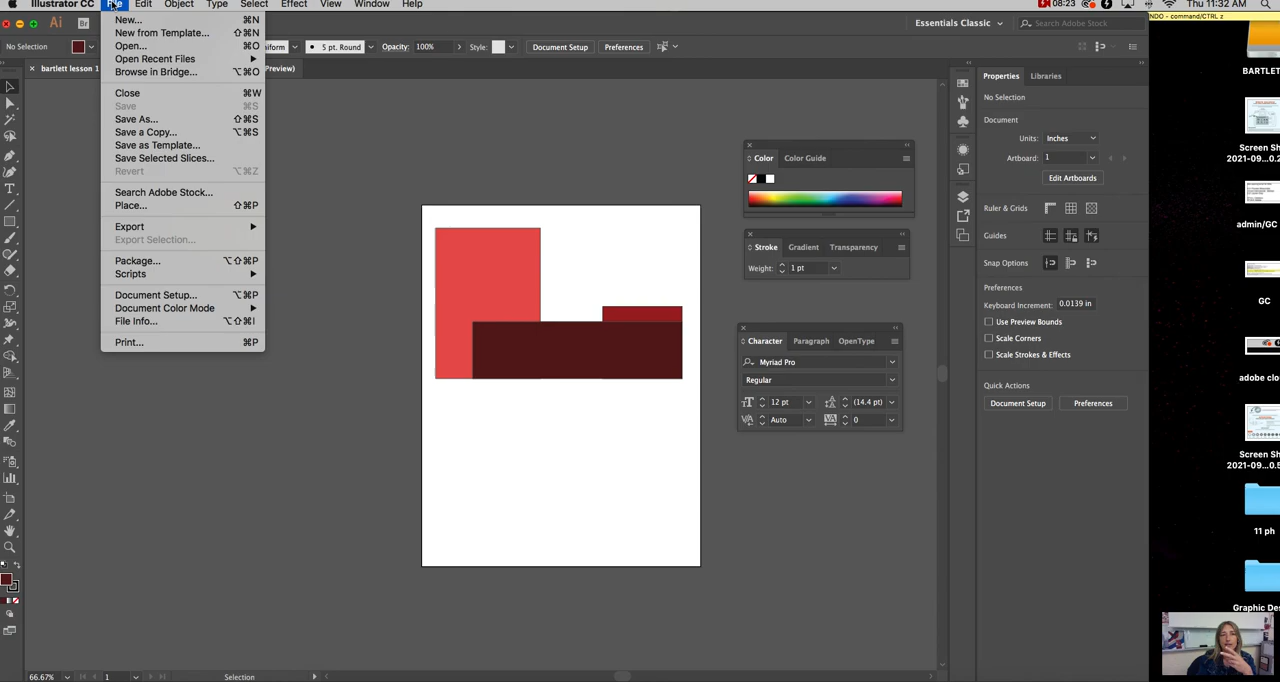 Illustrator CC File Edit Object Type Select Effect View Window Help
08:23
Thu 11:32 AM
NDO - command/CTRL z
Ai Br
Essentials Classic
Search Adobe Stock
No Selection
iform
5 pt. Round
Opacity: 100%
Style:
Document Setup
Preferences
bartlett lesson 1
Preview)
New... ⌘N
New from Template... ⇧⌘N
Open... ⌘O
Open Recent Files
Browse in Bridge... ⌥⌘O
Close ⌘W
Save ⌘S
Save As... ⇧⌘S
Save a Copy... ⌥⌘S
Save as Template...
Save Selected Slices...
Revert ⌥⌘Z
Search Adobe Stock...
Place... ⇧⌘P
Export
Export Selection...
Package... ⌥⇧⌘P
Scripts
Document Setup... ⌥⌘P
Document Color Mode
File Info... ⌥⇧⌘I
Print... ⌘P
Color Color Guide
Stroke Gradient Transparency
Weight: 1 pt
Character Paragraph OpenType
Myriad Pro
Regular
12 pt (14.4 pt)
Auto 0
Properties Libraries
No Selection
Document
Units: Inches
Artboard: 1
Edit Artboards
Ruler & Grids
Guides
Snap Options
Preferences
Keyboard Increment: 0.0139 in
Use Preview Bounds
Scale Corners
Scale Strokes & Effects
Quick Actions
Document Setup Preferences
BARTLET
Screen Sh
2021-09...0.2
admin/GC
GC
adobe clo
Screen Sh
2021-09...0.5
11 ph
Graphic Des
66.67% 1 Selection